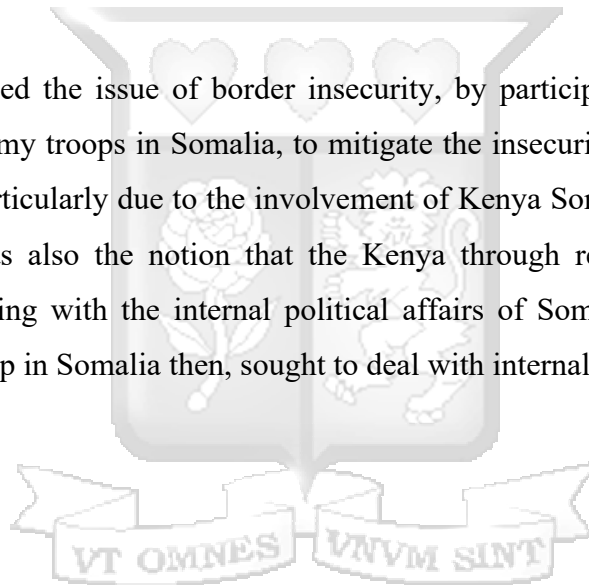 ed the issue of border insecurity, by particip
my troops in Somalia, to mitigate the insecuri
rticularly due to the involvement of Kenya Son
s also the notion that the Kenya through re
ing with the internal political affairs of Som
p in Somalia then, sought to deal with internal
VT OMNES VNVM SINT